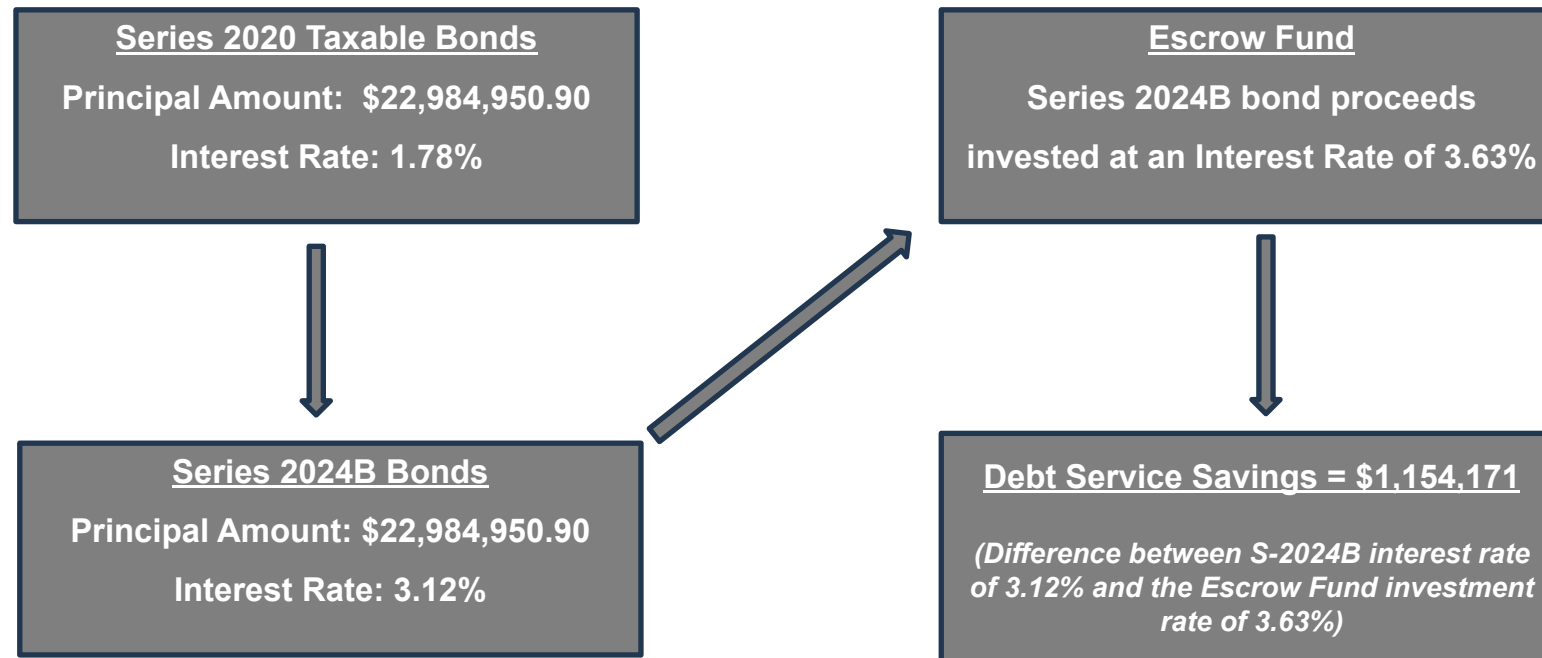 Series 2020 Taxable Bonds
Principal Amount: $22,984,950.90
Interest Rate: 1.78%
Series 2024B Bonds
Principal Amount: $22,984,950.90
Interest Rate: 3.12%
Escrow Fund
Series 2024B bond proceeds
invested at an Interest Rate of 3.63%
Debt Service Savings = $1,154,171
(Difference between S-2024B interest rate
of 3.12% and the Escrow Fund investment
rate of 3.63%)